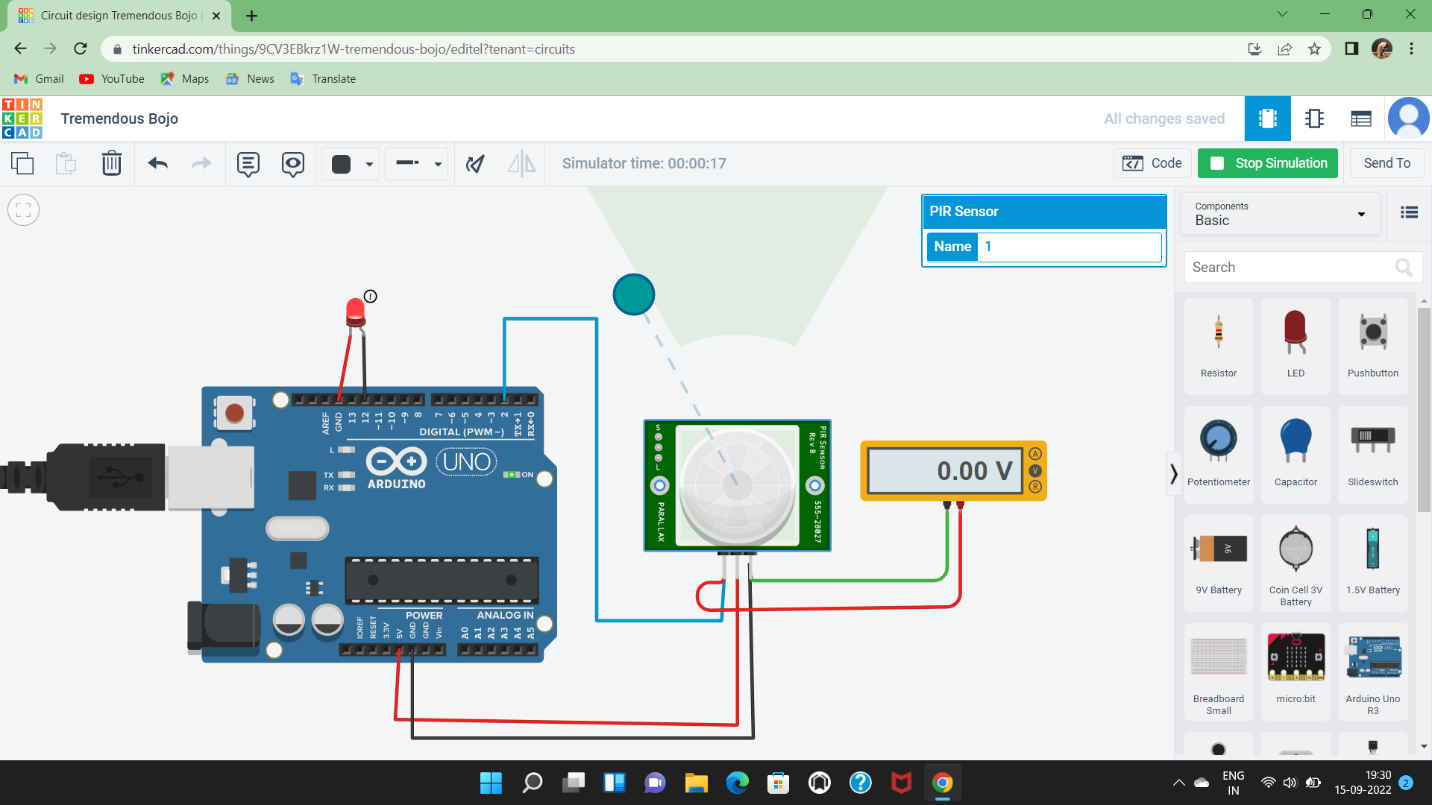 Circuit design Tremendous Bojo |
tinkercad.com/things/9CV3EBkrz1W-tremendous-bojo/editel?tenant=circuits
Gmail YouTube Maps News Translate
TIN
KER
CAD
Tremendous Bojo
All changes saved
Simulator time: 00:00:17
Code
Stop Simulation
Send To
PIR Sensor
Name 1
Components
Basic
Search
Resistor LED Pushbutton
Potentiometer Capacitor Slideswitch
9V
9V Battery Coin Cell 3V Battery 1.5V Battery
Breadboard Small micro:bit Arduino Uno R3
AREF GND 13 12 ~11 ~10 ~9 8 7 ~6 ~5 4 ~3 2 TX→1 RX←0
DIGITAL (PWM~)
L
TX
RX
UNO
ARDUINO
ON
POWER ANALOG IN
IOREF RESET 3.3V 5V GND GND Vin A0 A1 A2 A3 A4 A5
S
L
PIR SENSOR
REV B
PARALLAX
555-28027
0.00 V
A
V
R
ENG
IN
19:30
15-09-2022
2